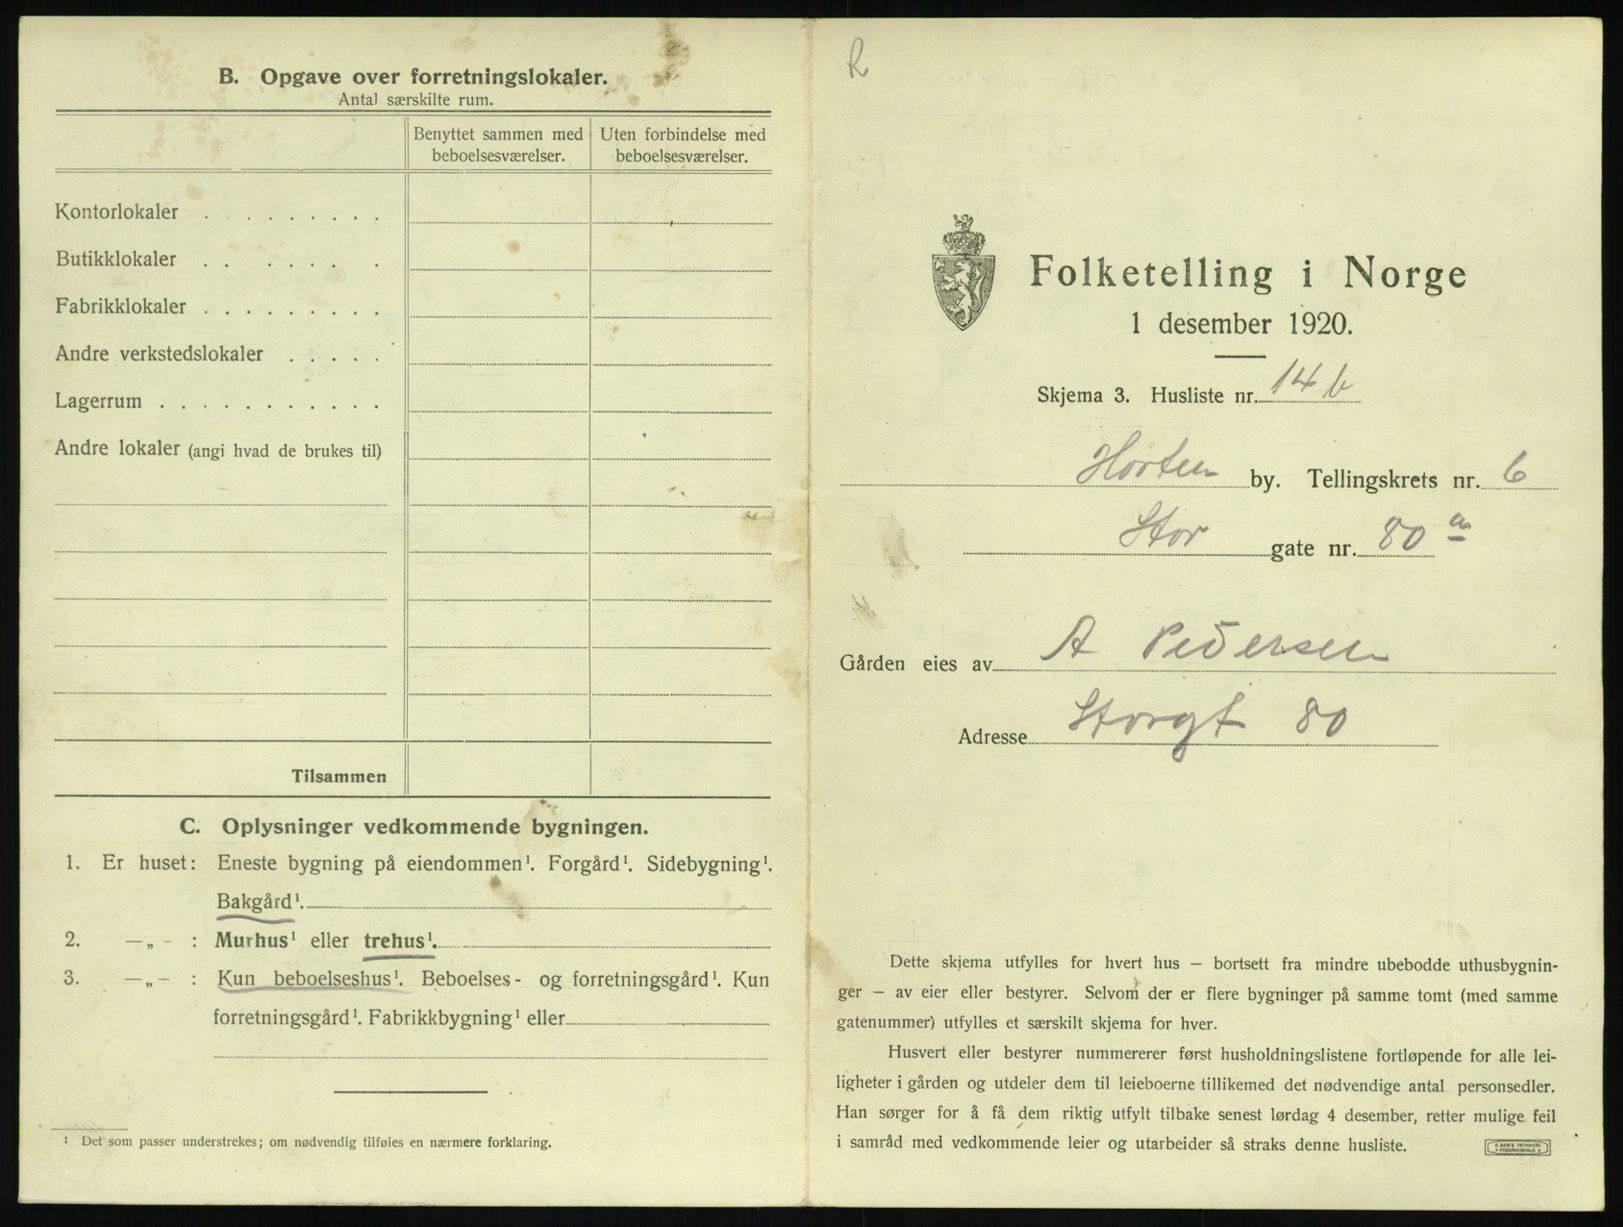 B. Opgave over forretningslokaler.
Antal særskilte rum.
Benyttet sammen med beboelsesværelser.
Uten forbindelse med beboelsesværelser.
Kontorlokaler . . . . . . . . .
Butikklokaler . . . . . . .
Fabrikklokaler . . . . . . . . .
Andre verkstedslokaler . . . . .
Lagerrum . . . . . . . . . . .
Andre lokaler (angi hvad de brukes til)
Tilsammen
C. Oplysninger vedkommende bygningen.
1. Er huset: Eneste bygning på eiendommen¹. Forgård¹. Sidebygning¹.
Bakgård¹.
2. —„— : Murhus¹ eller trehus¹.
3. —„— : Kun beboelseshus¹. Beboelses- og forretningsgård¹. Kun
forretningsgård¹. Fabrikkbygning¹ eller
¹ Det som passer understrekes; om nødvendig tilføies en nærmere forklaring.
R
Folketelling i Norge
1 desember 1920.
Skjema 3. Husliste nr. 14 b
Horten by. Tellingskrets nr. 6
Stor gate nr. 80 a
Gården eies av A Pedersen
Adresse Storgt 80
Dette skjema utfylles for hvert hus — bortsett fra mindre ubebodde uthusbygnin-
ger — av eier eller bestyrer. Selvom der er flere bygninger på samme tomt (med samme
gatenummer) utfylles et særskilt skjema for hver.
Husvert eller bestyrer nummererer først husholdningslistene fortløpende for alle lei-
ligheter i gården og utdeler dem til leieboerne tillikemed det nødvendige antal personsedler.
Han sørger for å få dem riktig utfylt tilbake senest lørdag 4 desember, retter mulige feil
i samråd med vedkommende leier og utarbeider så straks denne husliste.